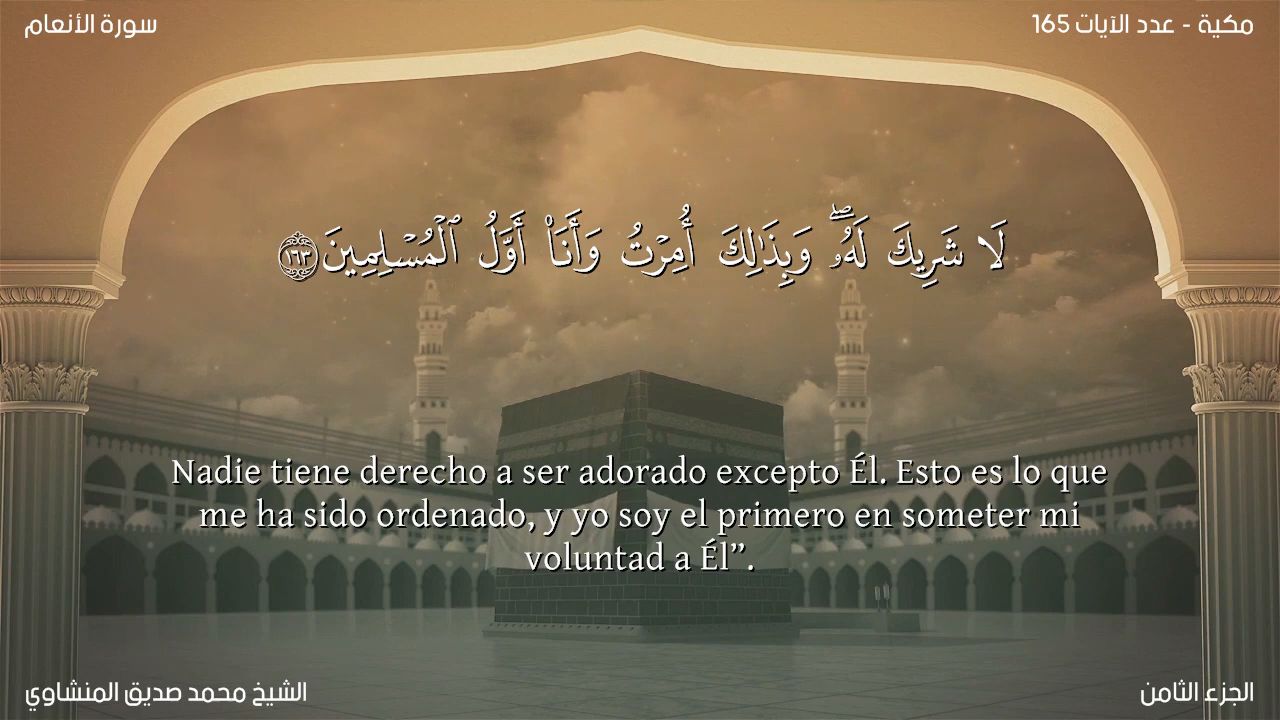 سورة الأنعام
مكية - عدد الآيات 165
لَا شَرِيكَ لَهُۥۖ وَبِذَٰلِكَ أُمِرۡتُ وَأَنَا۠ أَوَّلُ ٱلۡمُسۡلِمِينَ ١٦٣
Nadie tiene derecho a ser adorado excepto Él. Esto es lo que
me ha sido ordenado, y yo soy el primero en someter mi
voluntad a Él”.
الشيخ محمد صديق المنشاوي
الجزء الثامن